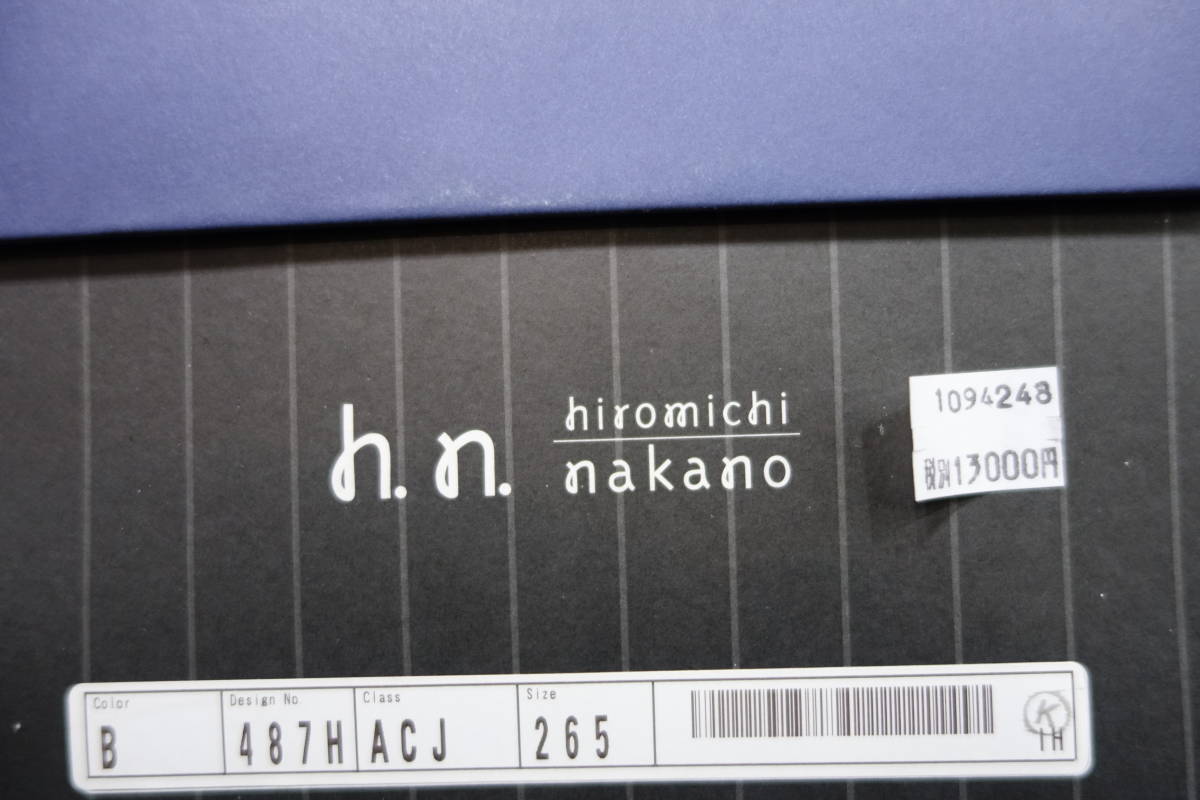 h.n.
hiromichi
nakano
1094248
税別13000円
Color
B
Design No.
487H
Class
ACJ
Size
265
K
1H